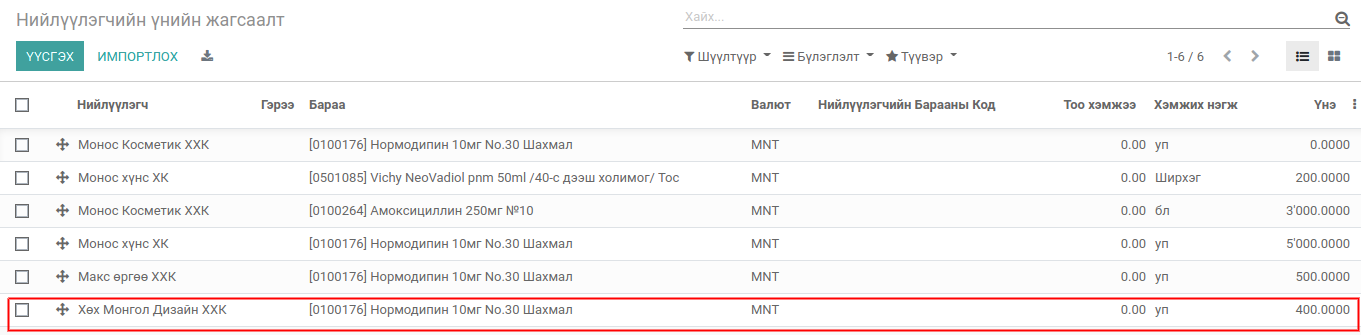 Нийлүүлэгчийн үнийн жагсаалт
Хайх...
ҮҮСГЭХ ИМПОРТЛОХ Шүүлтүүр Бүлэглэлт Түүвэр 1-6 / 6
Нийлүүлэгч Гэрээ Бараа Валют Нийлүүлэгчийн Барааны Код Тоо хэмжээ Хэмжих нэгж Үнэ
Монос Косметик ХХК [0100176] Нормодипин 10мг No.30 Шахмал MNT 0.00 уп 0.0000
Монос хүнс ХК [0501085] Vichy NeoVadiol pnm 50ml /40-с дээш холимог/ Тос MNT 0.00 Ширхэг 200.0000
Монос Косметик ХХК [0100264] Амоксициллин 250мг №10 MNT 0.00 бл 3'000.0000
Монос хүнс ХК [0100176] Нормодипин 10мг No.30 Шахмал MNT 0.00 уп 5'000.0000
Макс өргөө ХХК [0100176] Нормодипин 10мг No.30 Шахмал MNT 0.00 уп 500.0000
Хөх Монгол Дизайн ХХК [0100176] Нормодипин 10мг No.30 Шахмал MNT 0.00 уп 400.0000